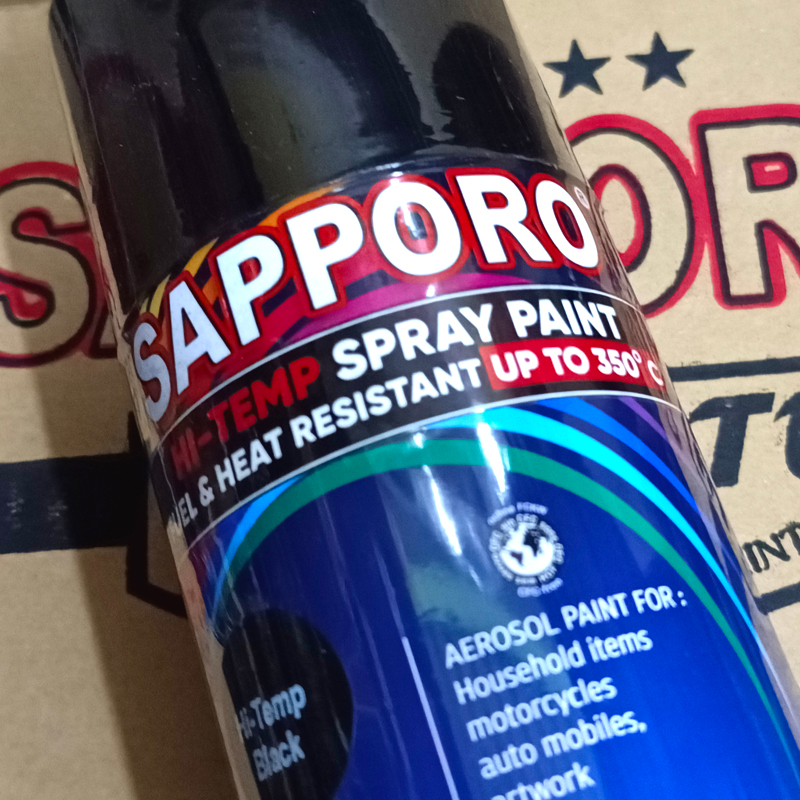 SAPPORO®
HI-TEMP SPRAY PAINT
& HEAT RESISTANT UP TO 350° C
AEROSOL PAINT FOR :
Household items
motorcycles
auto mobiles,
artwork
Hi-Temp
Black